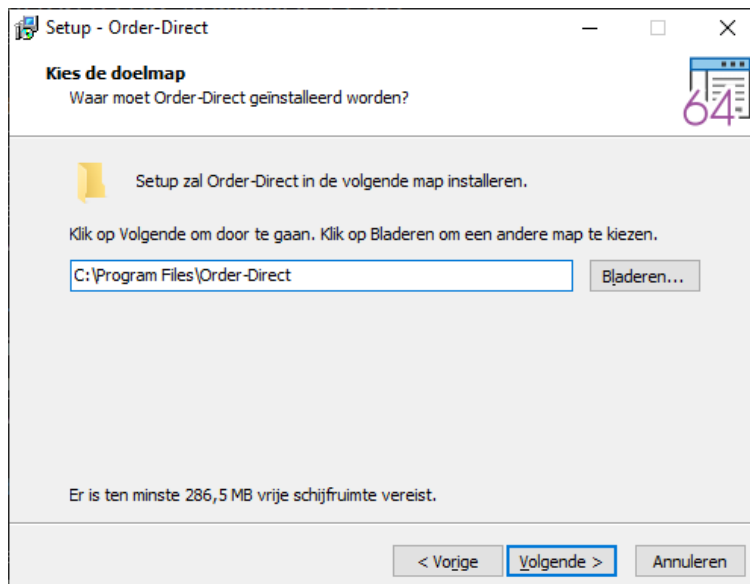 Setup - Order-Direct
Kies de doelmap
Waar moet Order-Direct geïnstalleerd worden?
64
Setup zal Order-Direct in de volgende map installeren.
Klik op Volgende om door te gaan. Klik op Bladeren om een andere map te kiezen.
C:\Program Files\Order-Direct
Bladeren...
Er is ten minste 286,5 MB vrije schijfruimte vereist.
< Vorige
Volgende >
Annuleren